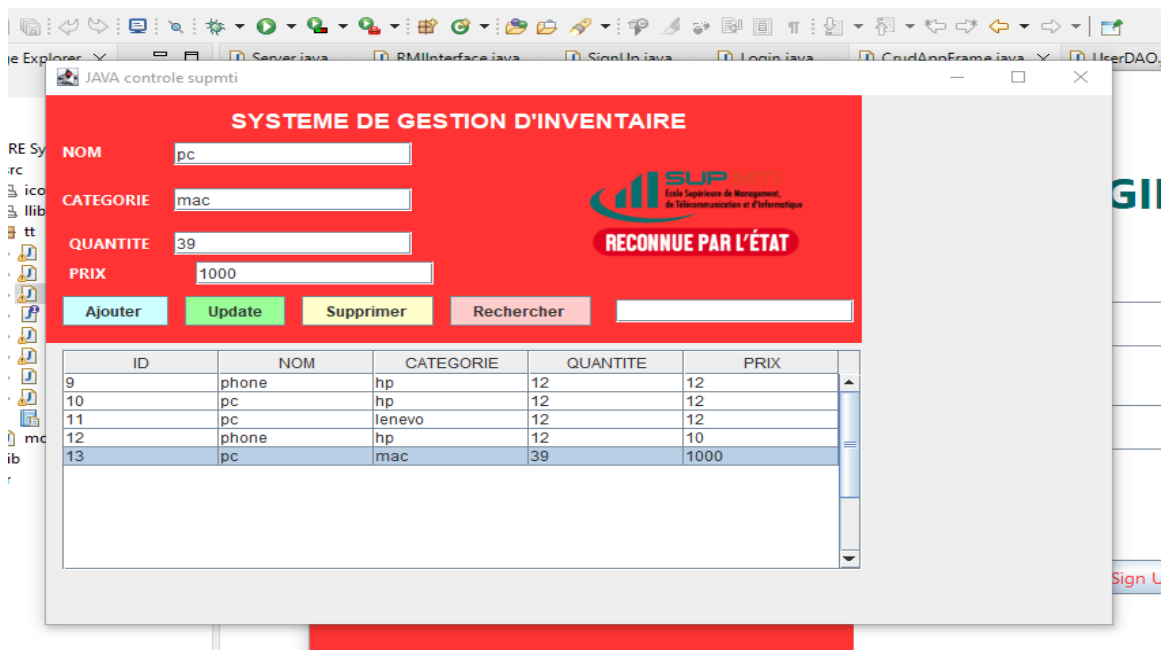 ge Explorer
Server.java RMIInterface.java SignUp.java Login.java CrudAppFrame.java UserDAO.
JAVA controle supmti
SYSTEME DE GESTION D'INVENTAIRE
RE Sy
NOM pc
rc
ico
CATEGORIE mac
SUP MTI
École Supérieure de Management,
de Télécommunication et d'Informatique
GI
llib
tt
QUANTITE 39
RECONNUE PAR L'ÉTAT
PRIX 1000
Ajouter Update Supprimer Rechercher
ID NOM CATEGORIE QUANTITE PRIX
9 phone hp 12 12
10 pc hp 12 12
11 pc lenevo 12 12
mo
12 phone hp 12 10
ib
13 pc mac 39 1000
r
Sign U